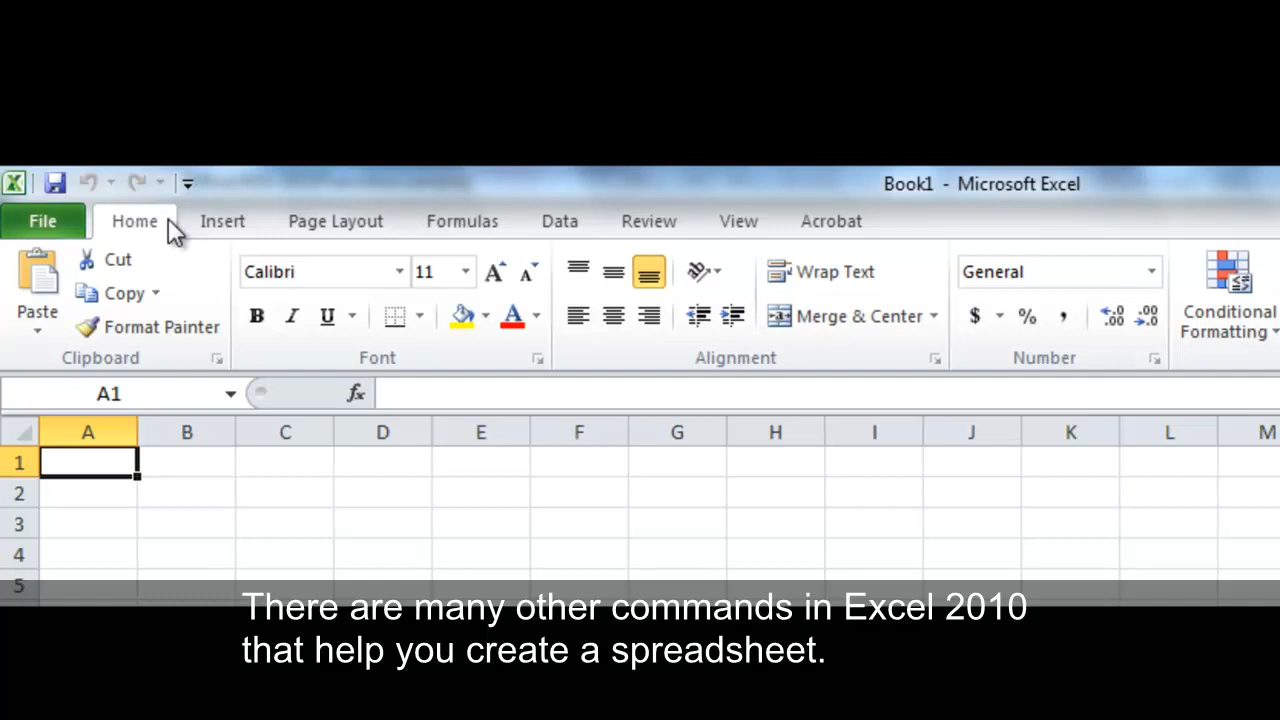 Book1 - Microsoft Excel
File Home Insert Page Layout Formulas Data Review View Acrobat
Cut
Calibri 11 Wrap Text General
Copy
Paste B I U Merge & Center $ % , .00 .00 Conditional
Format Painter Formatting
Clipboard Font Alignment Number
A1 fx
A B C D E F G H I J K L M
1
2
3
4
5
There are many other commands in Excel 2010
that help you create a spreadsheet.